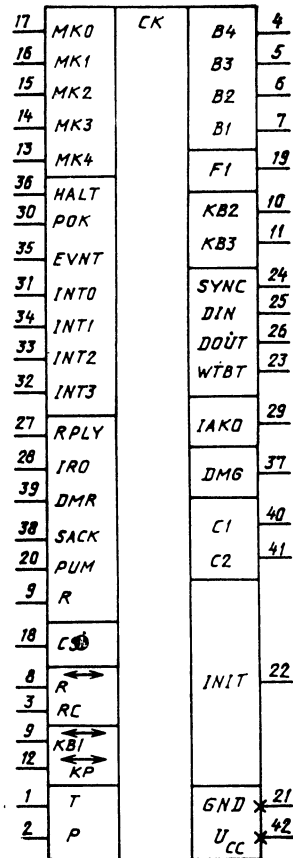 CK
17 MK0
16 MK1
15 MK2
14 MK3
13 MK4
36 HALT
30 POK
35 EVNT
31 INT0
34 INT1
33 INT2
32 INT3
27 RPLY
28 IRO
39 DMR
38 SACK
20 PUM
9 R
18 CS
8 R
3 RC
9 KB1
12 KP
1 T
2 P
B4 4
B3 5
B2 6
B1 7
F1 19
KB2 10
KB3 11
SYNC 24
DIN 25
DOUT 26
WTBT 23
IAKO 29
DMG 37
C1 40
C2 41
INIT 22
GND 21
UCC 42